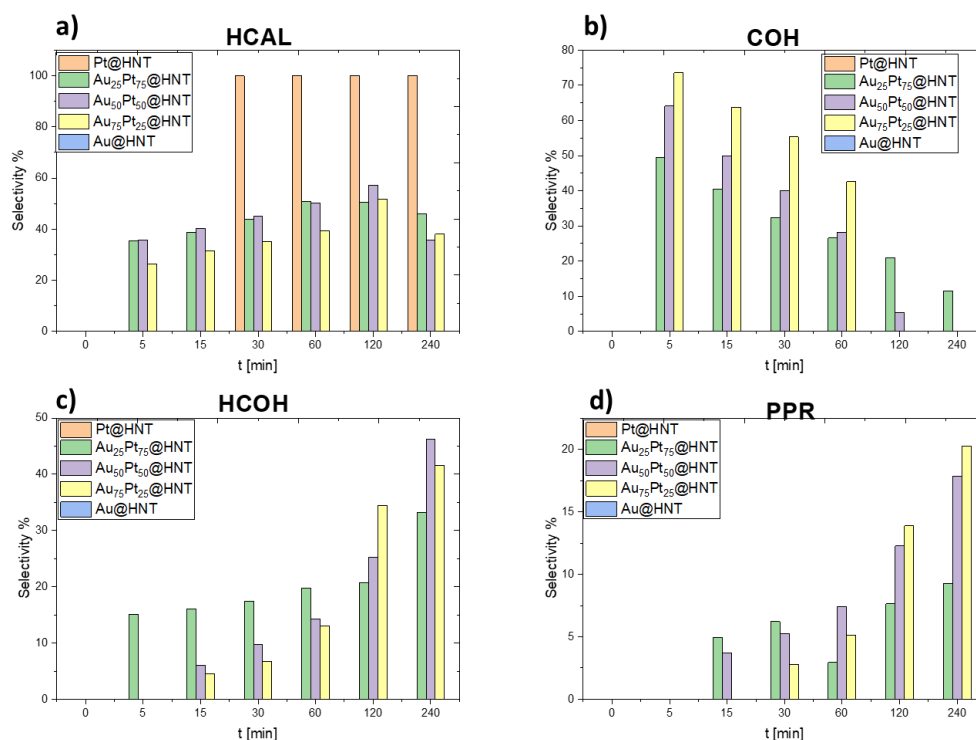 a)
HCAL
Pt@HNT
Au₂₅Pt₇₅@HNT
Au₅₀Pt₅₀@HNT
Au₇₅Pt₂₅@HNT
Au@HNT
Selectivity %
100
80
60
40
20
0
0 5 15 30 60 120 240
t [min]
b)
COH
Pt@HNT
Au₂₅Pt₇₅@HNT
Au₅₀Pt₅₀@HNT
Au₇₅Pt₂₅@HNT
Au@HNT
Selectivity %
80
70
60
50
40
30
20
10
0
0 5 15 30 60 120 240
t [min]
c)
HCOH
Pt@HNT
Au₂₅Pt₇₅@HNT
Au₅₀Pt₅₀@HNT
Au₇₅Pt₂₅@HNT
Au@HNT
Selectivity %
50
40
30
20
10
0
0 5 15 30 60 120 240
t [min]
d)
PPR
Pt@HNT
Au₂₅Pt₇₅@HNT
Au₅₀Pt₅₀@HNT
Au₇₅Pt₂₅@HNT
Au@HNT
Selectivity %
20
15
10
5
0
0 5 15 30 60 120 240
t [min]